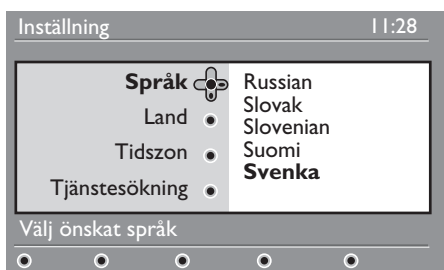 Inställning 11:28
Språk Russian
Slovak
Land Slovenian
Tidszon Suomi
Svenka
Tjänstesökning
Välj önskat språk